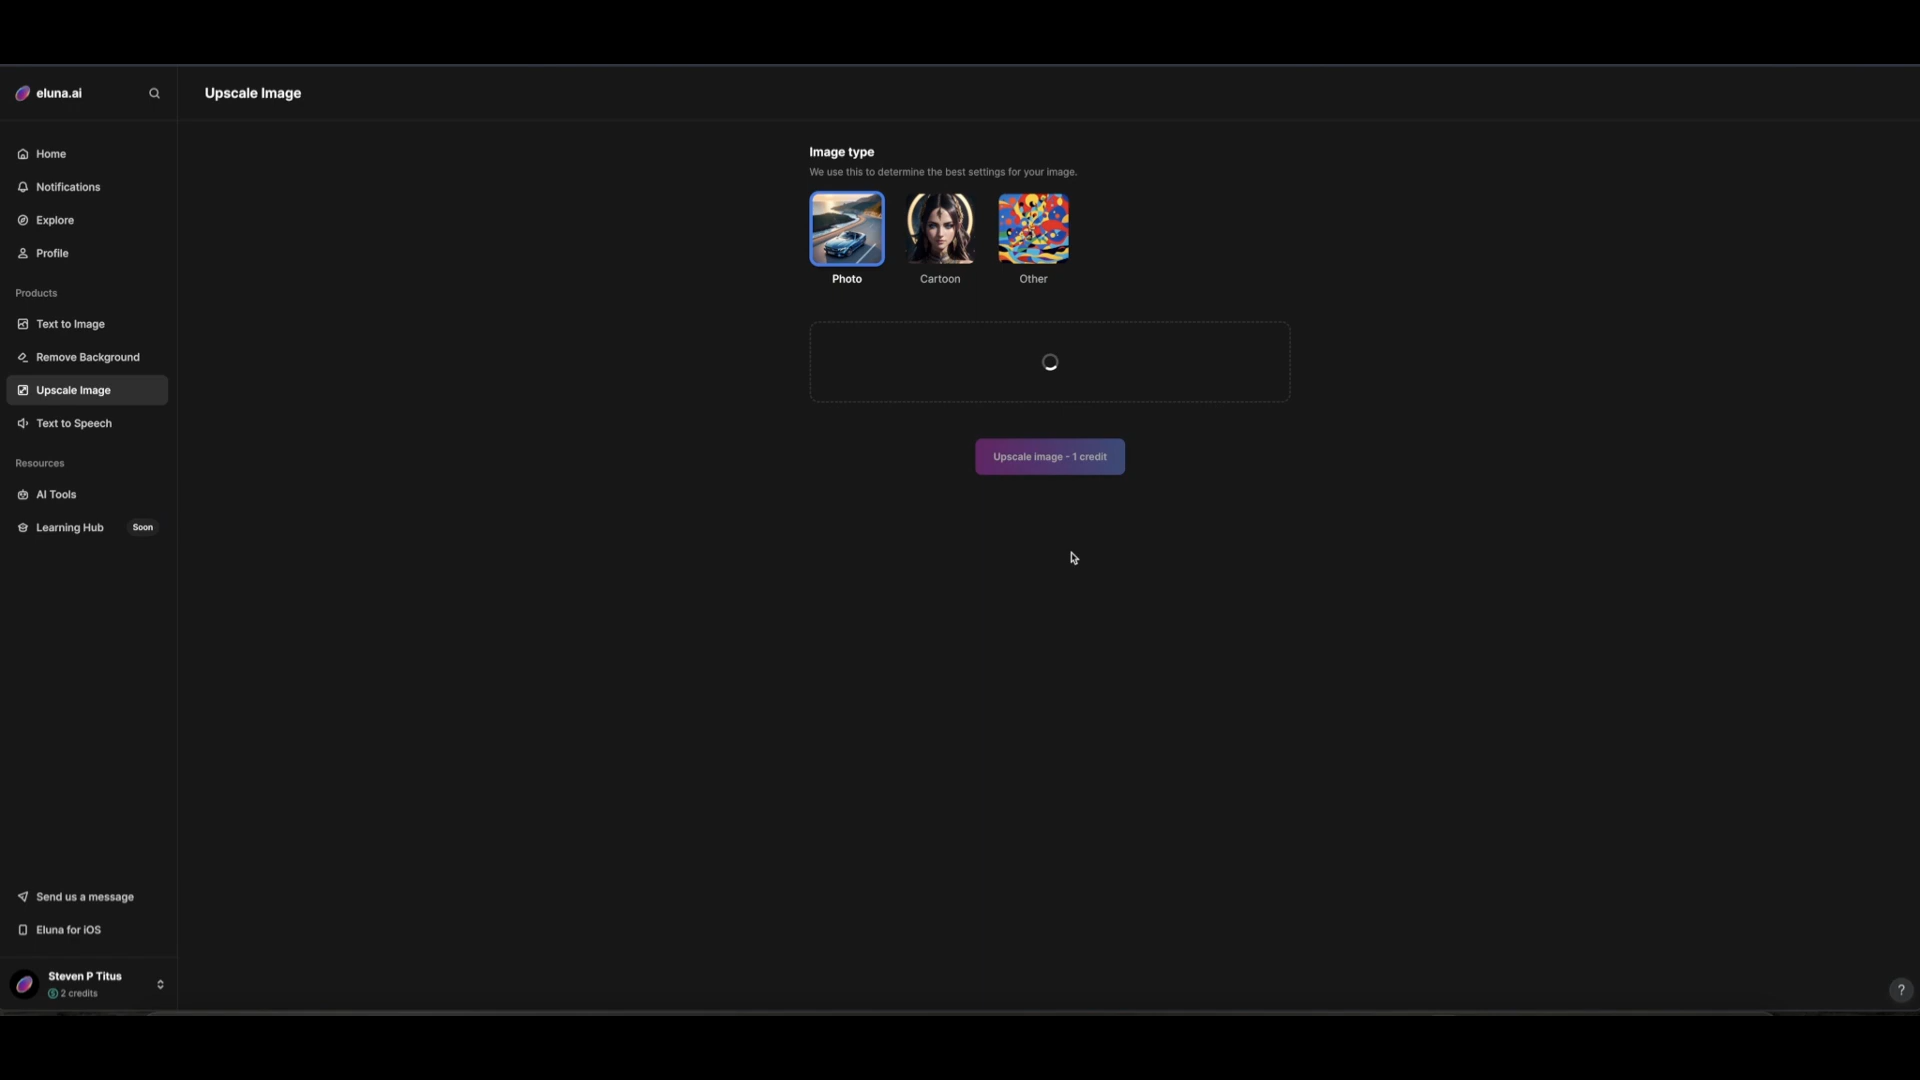 eluna.ai
Upscale Image
Home
Notifications
Explore
Profile
Products
Text to Image
Remove Background
Upscale Image
Text to Speech
Resources
AI Tools
Learning Hub Soon
Send us a message
Eluna for iOS
Steven P Titus
2 credits
Image type
We use this to determine the best settings for your image.
Photo Cartoon Other
Upscale image - 1 credit
?